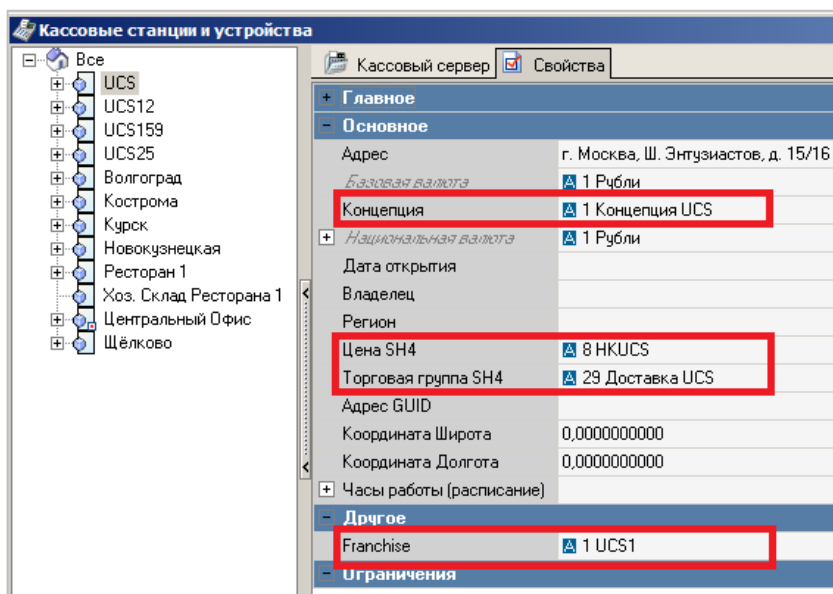 Кассовые станции и устройства
Все
UCS
UCS12
UCS159
UCS25
Волгоград
Кострома
Курск
Новокузнецкая
Ресторан 1
Хоз. Склад Ресторана 1
Центральный Офис
Щёлково
Кассовый сервер Свойства
Главное
Основное
Адрес г. Москва, Ш. Энтузиастов, д. 15/16
Базовая валюта A 1 Рубли
Концепция A 1 Концепция UCS
Национальная валюта A 1 Рубли
Дата открытия
Владелец
Регион
Цена SH4 A 8 HKUCS
Торговая группа SH4 A 29 Доставка UCS
Адрес GUID
Координата Широта 0,0000000000
Координата Долгота 0,0000000000
Часы работы (расписание)
Другое
Franchise A 1 UCS1
Ограничения